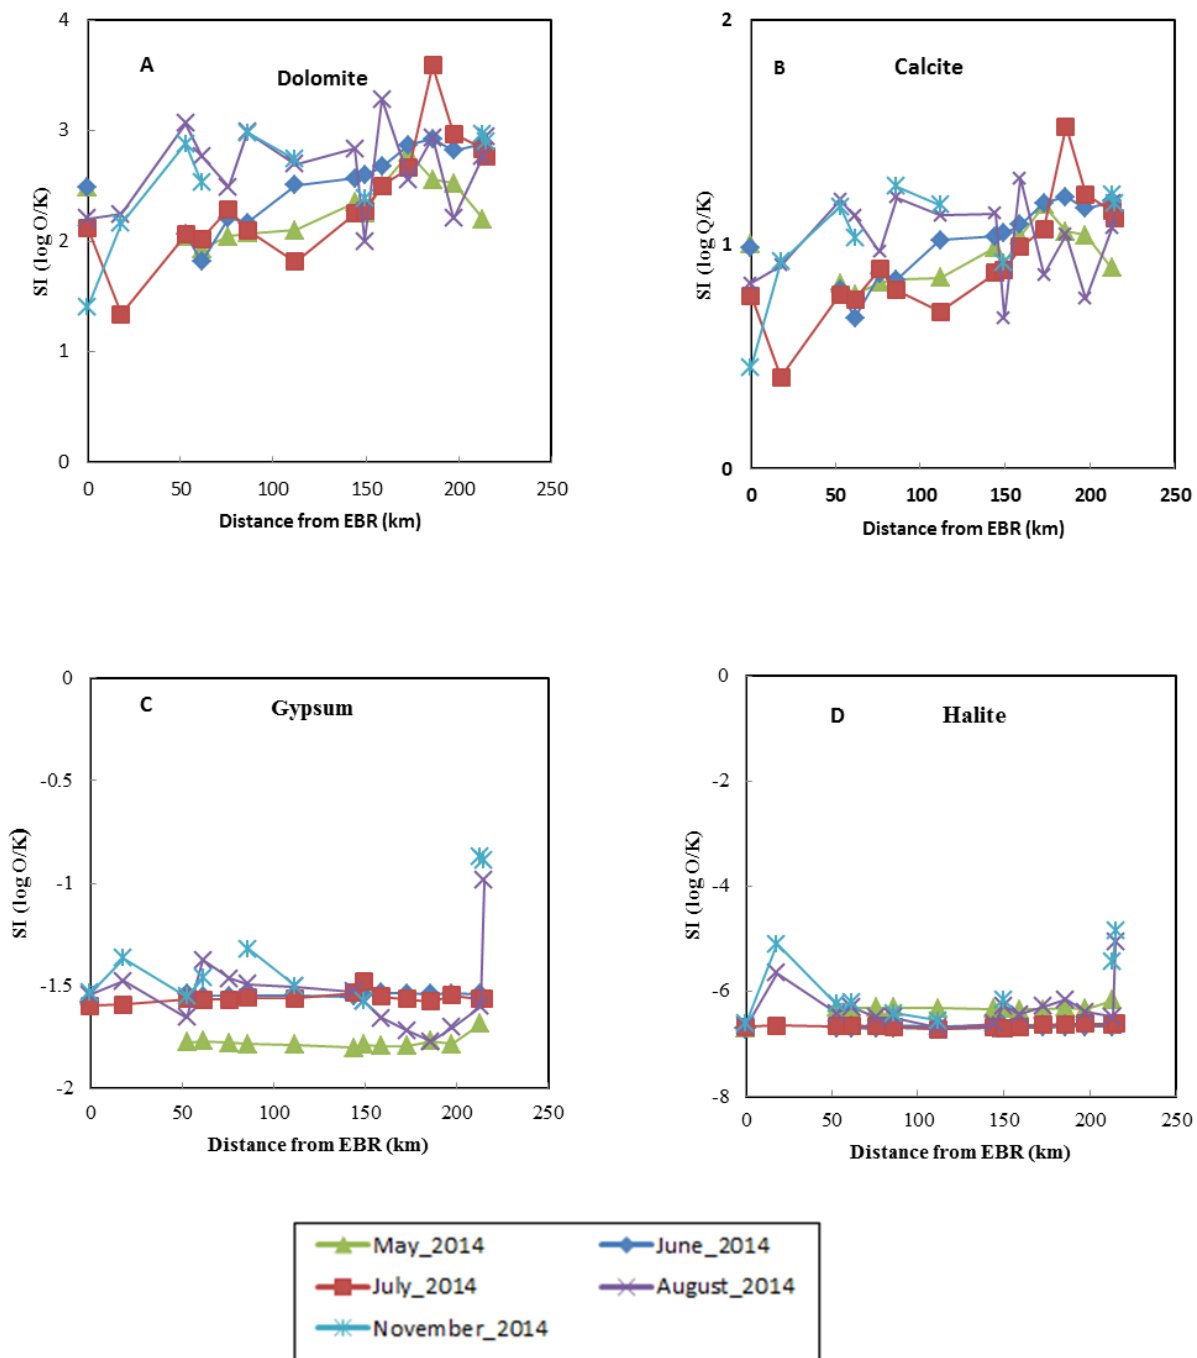 4
A
Dolomite
3
2
1
0
SI (log O/K)
0 50 100 150 200 250
Distance from EBR (km)
2
B
Calcite
1
0
SI (log Q/K)
0 50 100 150 200 250
Distance from EBR (km)
0
C
Gypsum
-0.5
-1
-1.5
-2
SI (log O/K)
0 50 100 150 200 250
Distance from EBR (km)
0
D
Halite
-2
-4
-6
-8
SI (log O/K)
0 50 100 150 200 250
Distance from EBR (km)
May_2014 June_2014
July_2014 August_2014
November_2014